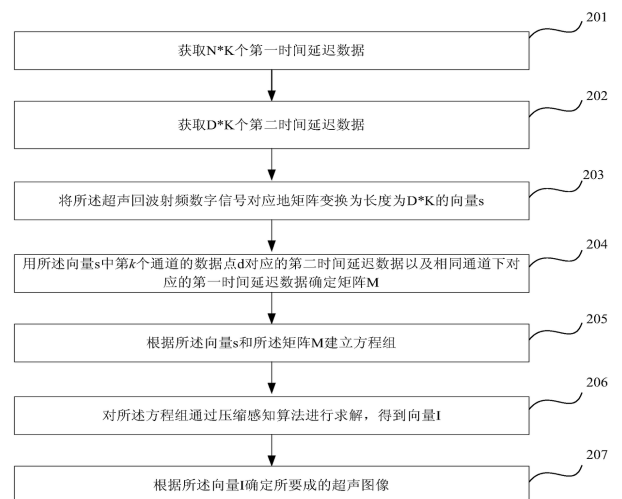 201
获取N*K个第一时间延迟数据
202
获取D*K个第二时间延迟数据
203
将所述超声回波射频数字信号对应地矩阵变换为长度为D*K的向量s
204
用所述向量s中第k个通道的数据点d对应的第二时间延迟数据以及相同通道下对
应的第一时间延迟数据确定矩阵M
205
根据所述向量s和所述矩阵M建立方程组
206
对所述方程组通过压缩感知算法进行求解，得到向量I
207
根据所述向量I确定所要成的超声图像